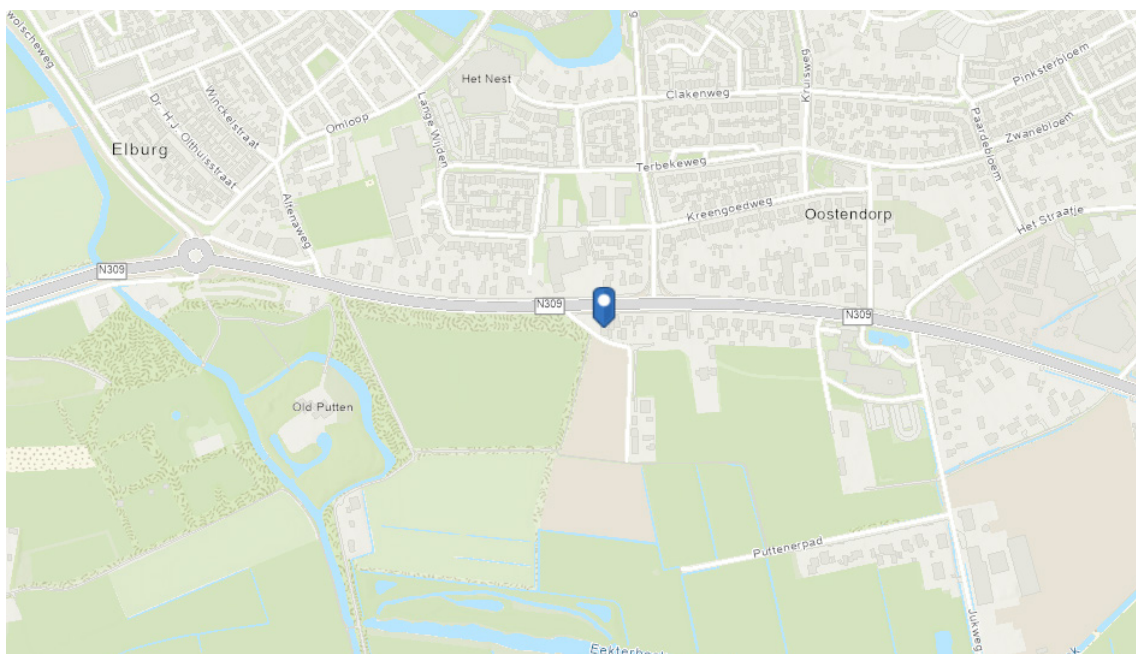 Het Nest
Clakenweg
Kruisweg
Pinksterbloem
Zwanebloem
Paardebloem
Winckelstraat
Dr. H.J. Olthuisstraat
Omloop
Lange Wijden
Elburg
Altenaweg
Terbekeweg
Kreengoedweg
Oostendorp
Het Straatje
N309
N309
N309
Old Putten
Puttenerpad
Jukweg